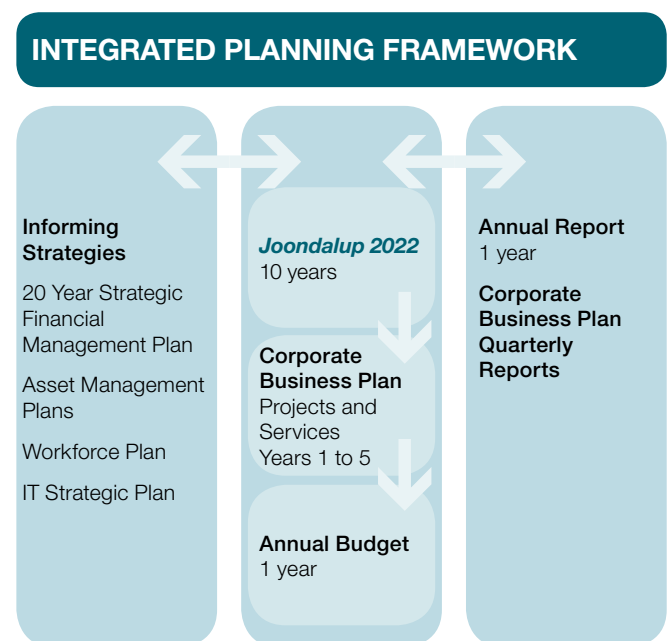 INTEGRATED PLANNING FRAMEWORK
Informing
Strategies
20 Year Strategic
Financial
Management Plan
Asset Management
Plans
Workforce Plan
IT Strategic Plan
Joondalup 2022
10 years
Corporate
Business Plan
Projects and
Services
Years 1 to 5
Annual Budget
1 year
Annual Report
1 year
Corporate
Business Plan
Quarterly
Reports